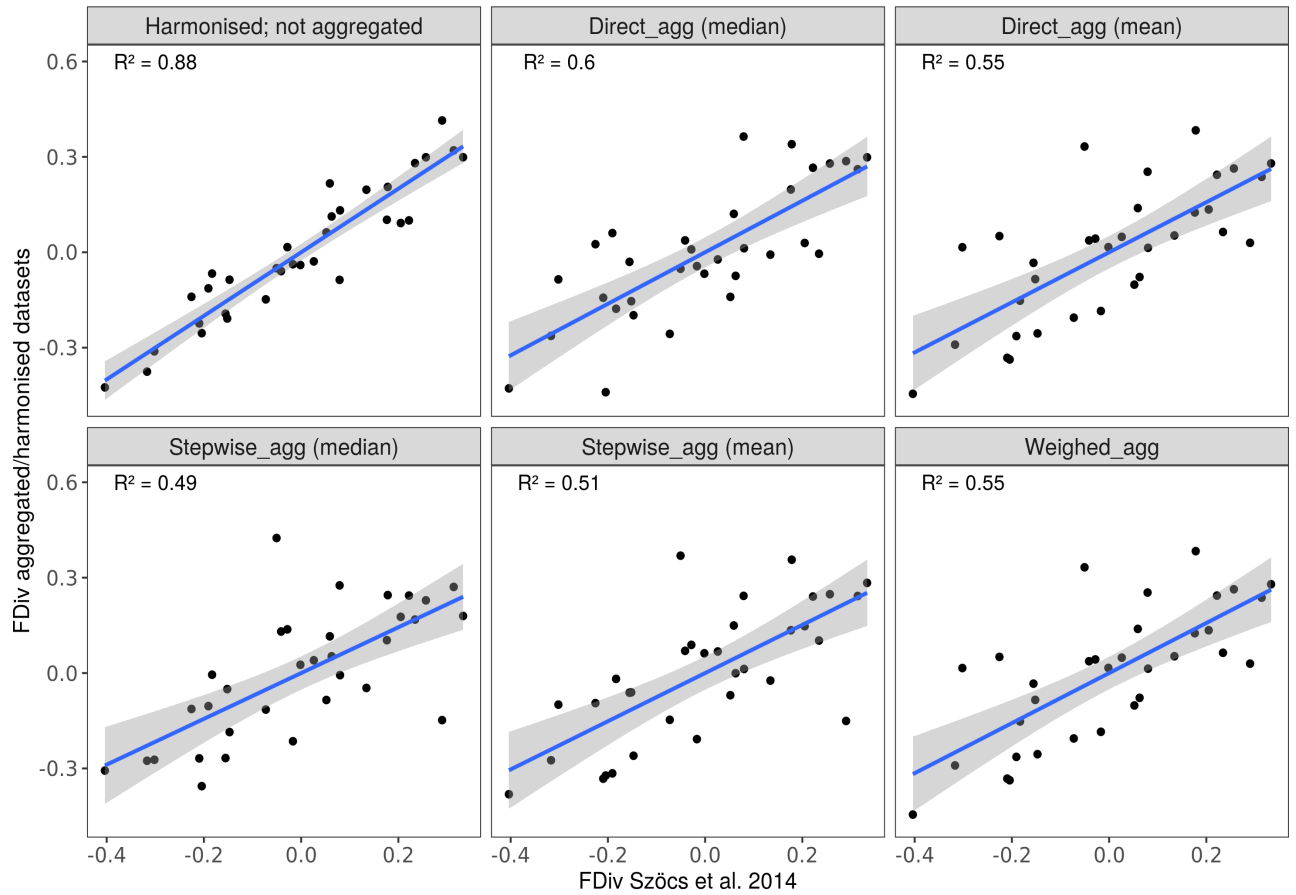 Harmonised; not aggregated
Direct_agg (median)
Direct_agg (mean)
R² = 0.88
R² = 0.6
R² = 0.55
0.6
0.3
0.0
-0.3
Stepwise_agg (median)
Stepwise_agg (mean)
Weighed_agg
R² = 0.49
R² = 0.51
R² = 0.55
0.6
0.3
0.0
-0.3
FDiv aggregated/harmonised datasets
-0.4 -0.2 0.0 0.2
-0.4 -0.2 0.0 0.2
-0.4 -0.2 0.0 0.2
FDiv Szöcs et al. 2014